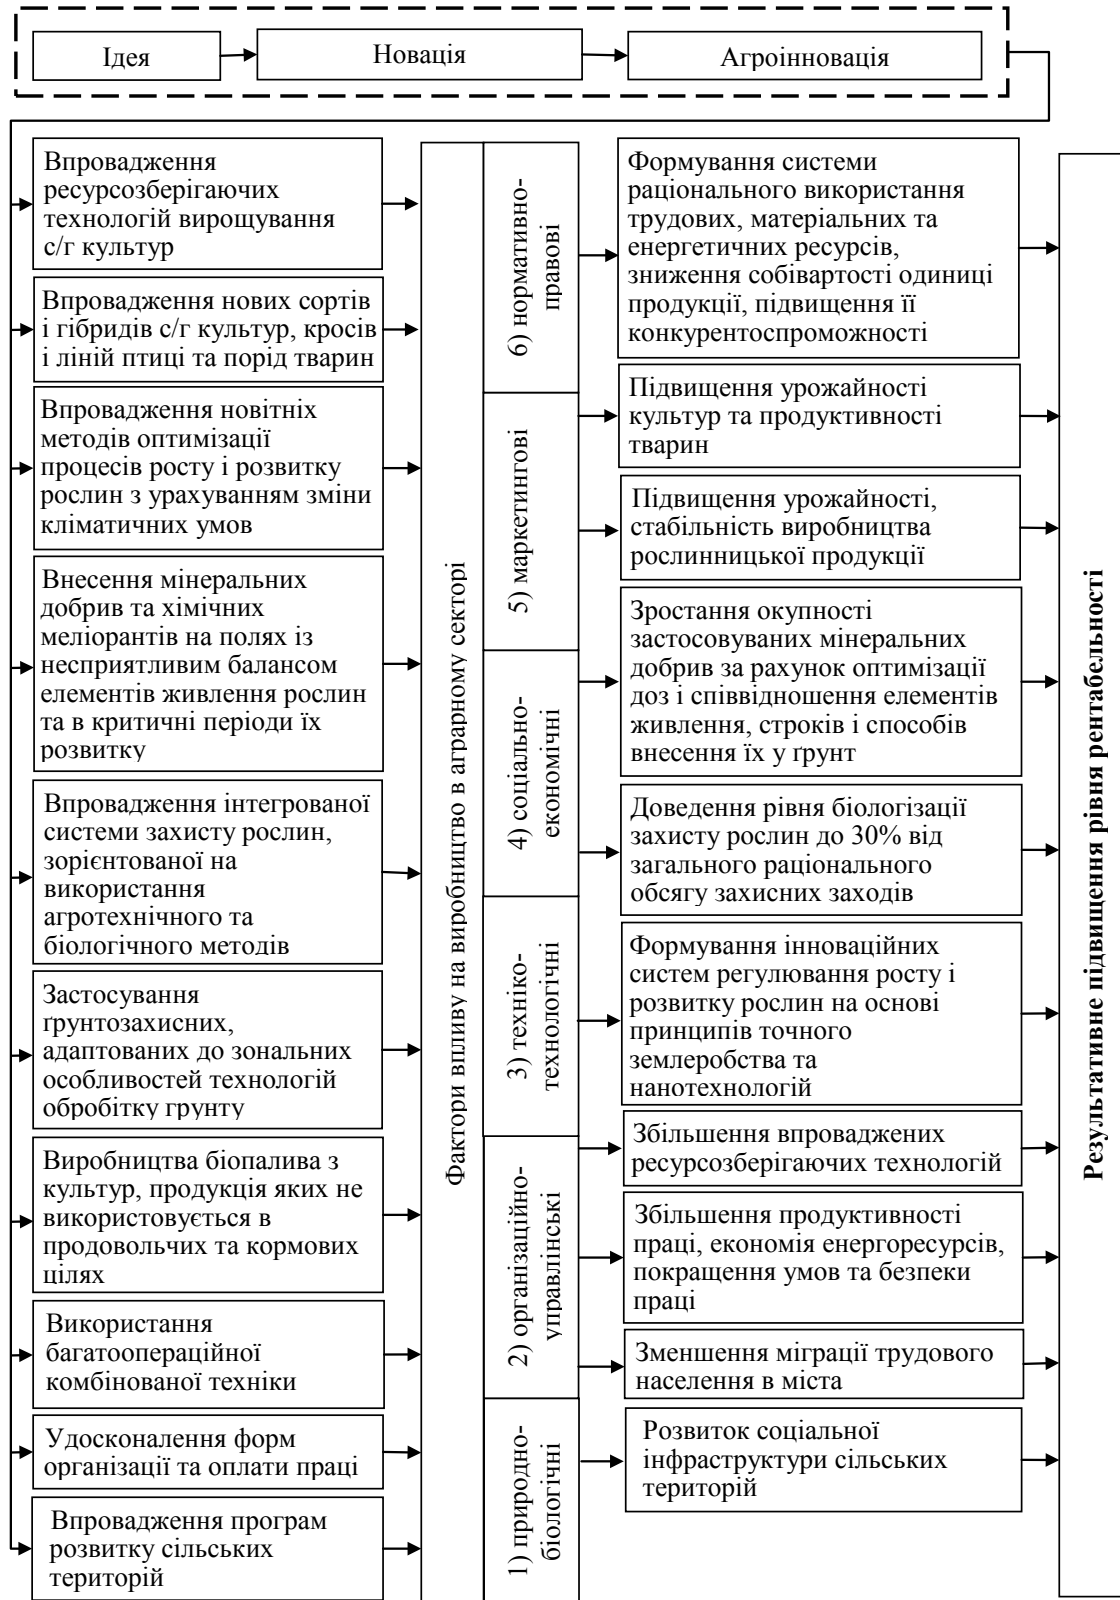 Ідея
Новація
Агроінновація
Впровадження
ресурсозберігаючих
технологій вирощування
с/г культур
Впровадження нових сортів
і гібридів с/г культур, кросів
і ліній птиці та порід тварин
Впровадження новітніх
методів оптимізації
процесів росту і розвитку
рослин з урахуванням зміни
кліматичних умов
Внесення мінеральних
добрив та хімічних
меліорантів на полях із
несприятливим балансом
елементів живлення рослин
та в критичні періоди їх
розвитку
Впровадження інтегрованої
системи захисту рослин,
зорієнтованої на
використання
агротехнічного та
біологічного методів
Застосування
ґрунтозахисних,
адаптованих до зональних
особливостей технологій
обробітку грунту
Виробництва біопалива з
культур, продукція яких не
використовується в
продовольчих та кормових
цілях
Використання
багатоопераційної
комбінованої техніки
Удосконалення форм
організації та оплати праці
Впровадження програм
розвитку сільських
територій
Фактори впливу на виробництво в аграрному секторі
6) нормативно-
правові
5) маркетингові
4) соціально-
економічні
3) техніко-
технологічні
2) організаційно-
управлінські
1) природно-
біологічні
Формування системи
раціонального використання
трудових, матеріальних та
енергетичних ресурсів,
зниження собівартості одиниці
продукції, підвищення її
конкурентоспроможності
Підвищення урожайності
культур та продуктивності
тварин
Підвищення урожайності,
стабільність виробництва
рослинницької продукції
Зростання окупності
застосовуваних мінеральних
добрив за рахунок оптимізації
доз і співвідношення елементів
живлення, строків і способів
внесення їх у ґрунт
Доведення рівня біологізації
захисту рослин до 30% від
загального раціонального
обсягу захисних заходів
Формування інноваційних
систем регулювання росту і
розвитку рослин на основі
принципів точного
землеробства та
нанотехнологій
Збільшення впроваджених
ресурсозберігаючих технологій
Збільшення продуктивності
праці, економія енергоресурсів,
покращення умов та безпеки
праці
Зменшення міграції трудового
населення в міста
Розвиток соціальної
інфраструктури сільських
територій
Результативне підвищення рівня рентабельності